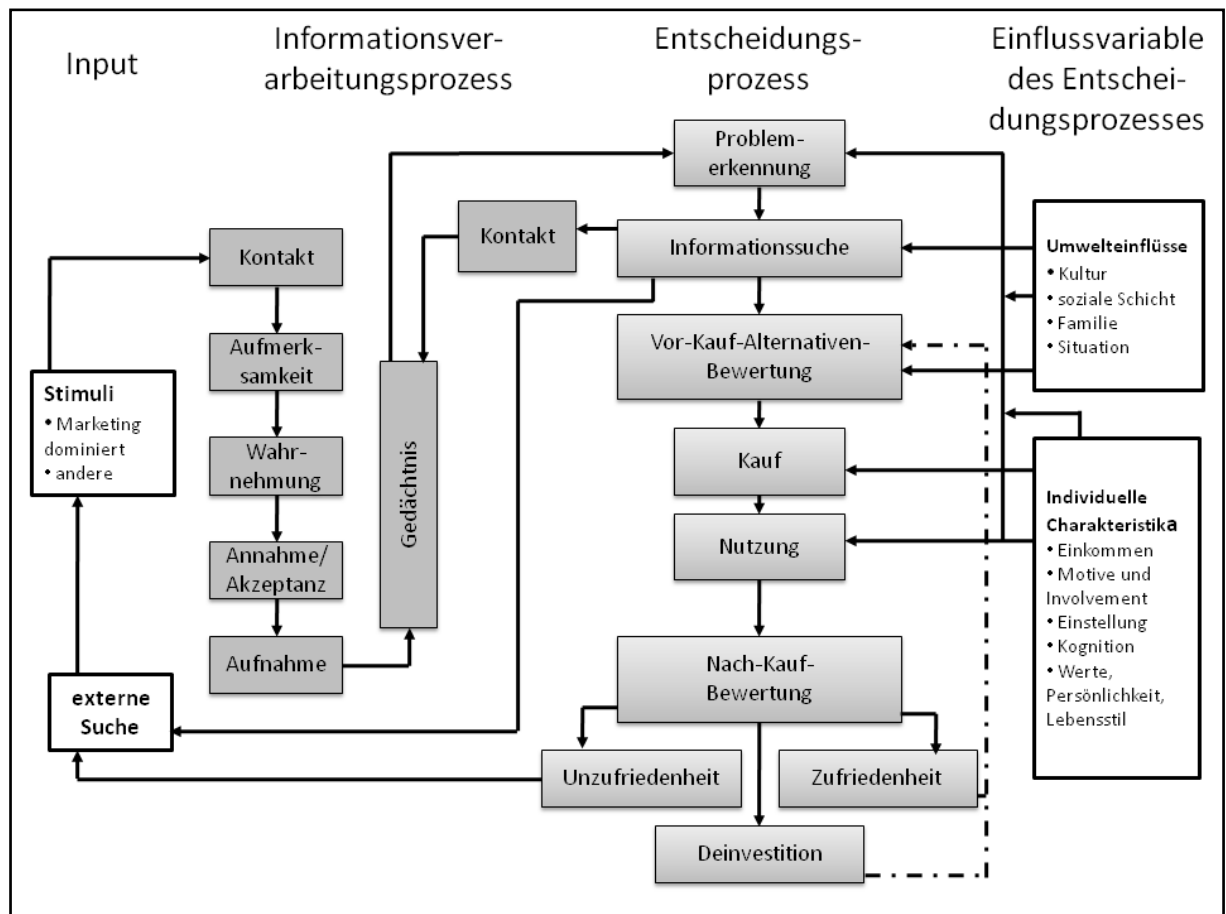 Input
Informationsver-
arbeitungsprozess
Entscheidungs-
prozess
Einflussvariable
des Entschei-
dungsprozesses
Stimuli
• Marketing
dominiert
• andere
externe
Suche
Kontakt
Aufmerk-
samkeit
Wahr-
nehmung
Annahme/
Akzeptanz
Aufnahme
Kontakt
Gedächtnis
Problem-
erkennung
Informationssuche
Vor-Kauf-Alternativen-
Bewertung
Kauf
Nutzung
Nach-Kauf-
Bewertung
Unzufriedenheit
Zufriedenheit
Deinvestition
Umwelteinflüsse
• Kultur
• soziale Schicht
• Familie
• Situation
Individuelle
Charakteristika
• Einkommen
• Motive und
Involvement
• Einstellung
• Kognition
• Werte,
Persönlichkeit,
Lebensstil